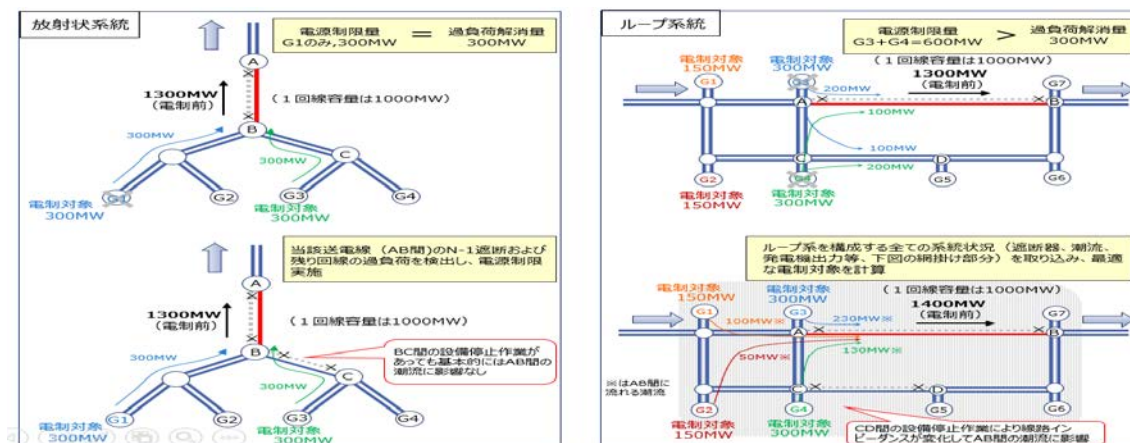 放射状系統
電源制限量
G1のみ,300MW
=
過負荷解消量
300MW
A
1300MW
(電制前)
(1回線容量は1000MW)
B
300MW
300MW
C
G1
G2
G3
G4
電制対象
300MW
電制対象
300MW
当該送電線(AB間)のN-1遮断および
残り回線の過負荷を検出し、電源制限
実施
A
1300MW
(電制前)
(1回線容量は1000MW)
B
BC間の設備停止作業が
あっても基本的にはAB間の
潮流に影響なし
300MW
300MW
C
G1
G2
G3
G4
電制対象
300MW
電制対象
300MW
ループ系統
電源制限量
G3+G4=600MW
>
過負荷解消量
300MW
電制対象
150MW
電制対象
300MW
(1回線容量は1000MW)
1300MW
G1
G3
G7
200MW
A
B
100MW
100MW
C
D
200MW
G2
G4
G5
G6
電制対象
150MW
電制対象
300MW
ループ系を構成する全ての系統状況(遮断器、潮流、
発電機出力等、下図の網掛け部分)を取り込み、最適
な電制対象を計算
電制対象
150MW
電制対象
300MW
(1回線容量は1000MW)
1400MW
G1
G3
G7
100MW※
230MW※
A
B
50MW※
130MW※
※はAB間に
流れる潮流
C
D
G2
G4
G5
G6
電制対象
150MW
電制対象
300MW
CD間の設備停止作業により線路イン
ピーダンスが変化してAB間の潮流に影響